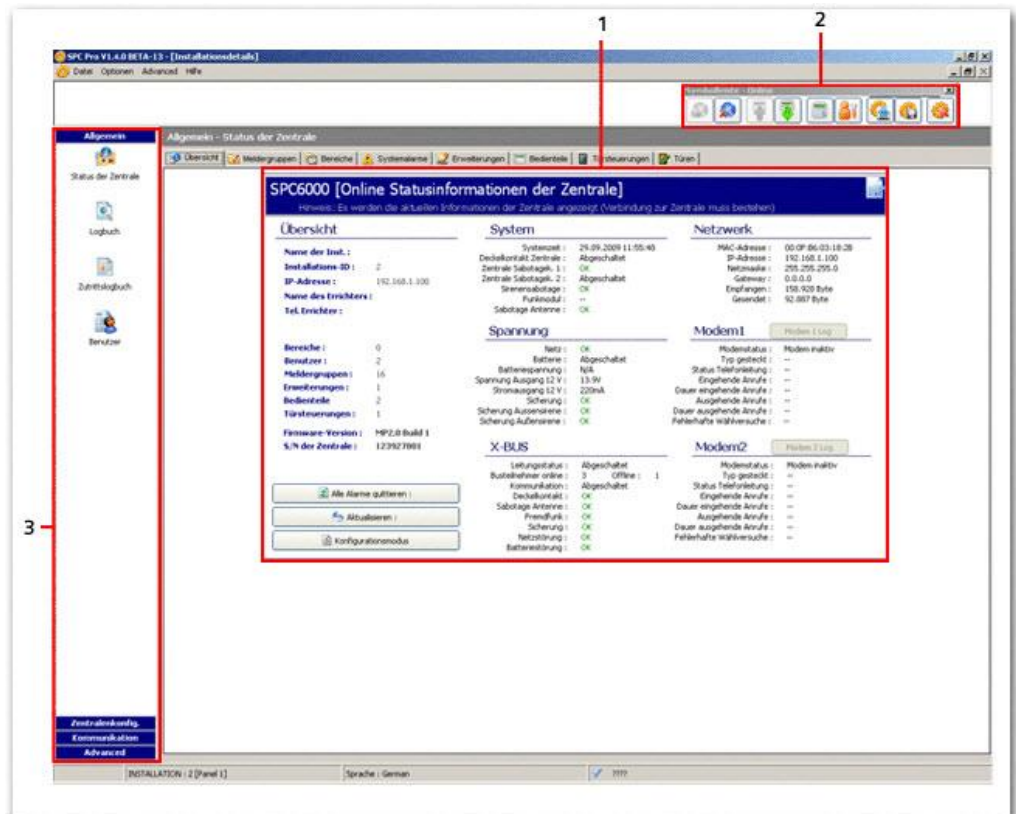 1
2
SPC Pro V1.4.0 BETA-13 - [Installationsdetails]
Datei Optionen Advanced Hilfe
- Online
Allgemein
Allgemein - Status der Zentrale
Übersicht Meldergruppen Bereiche Systemalarme Erweiterungen Bedienteile Türsteuerungen Türen
Status der Zentrale
Logbuch
Zutrittslogbuch
Benutzer
3
SPC6000 [Online Statusinformationen der Zentrale]
Hinweis: Es werden die aktuellen Informationen der Zentrale angezeigt (Verbindung zur Zentrale muss bestehen)
Übersicht
Name der Inst. :
Installations-ID : 2
IP-Adresse : 192.168.1.100
Name des Errichters :
Tel. Errichter :
Bereiche : 0
Benutzer : 2
Meldergruppen : 16
Erweiterungen : 1
Bedienteile 2
Türsteuerungen : 1
Firmware-Version : MP2.0 Build 1
S/N der Zentrale : 123927801
Alle Alarme quittieren :
Aktualisieren :
Konfigurationsmodus
System
Systemzeit : 29.09.2009 11:55:48
Deckelkontakt Zentrale : Abgeschaltet
Zentrale Sabotagek. 1 : OK
Zentrale Sabotagek. 2 : Abgeschaltet
Sirenensabotage : OK
Funkmodul : --
Sabotage Antenne : OK
Spannung
Netz : OK
Batterie : Abgeschaltet
Batteriespannung : N/A
Spannung Ausgang 12 V : 13.9V
Stromausgang 12 V : 220mA
Sicherung : OK
Sicherung Aussensirene : OK
Sicherung Außensirene : OK
X-BUS
Leitungsstatus : Abgeschaltet
Busteilnehmer online : 3 Offline : 1
Kommunikation : Abgeschaltet
Deckelkontakt : OK
Sabotage Antenne : OK
Fremdfunk : OK
Sicherung : OK
Netzstörung : OK
Batteriestörung : OK
Netzwerk
MAC-Adresse : 00:0F:B6:03:18:28
IP-Adresse : 192.168.1.100
Netzmaske : 255.255.255.0
Gateway : 0.0.0.0
Empfangen : 158.928 Byte
Gesendet : 92.887 Byte
Modem1 Modem 1 Log
Modemstatus : Modem inaktiv
Typ gesteckt : --
Status Telefonleitung : --
Eingehende Anrufe : --
Dauer eingehende Anrufe : --
Ausgehende Anrufe : --
Dauer ausgehende Anrufe : --
Fehlerhafte Wählversuche : --
Modem2 Modem 2 Log
Modemstatus : Modem inaktiv
Typ gesteckt : --
Status Telefonleitung : --
Eingehende Anrufe : --
Dauer eingehende Anrufe : --
Ausgehende Anrufe : --
Dauer ausgehende Anrufe : --
Fehlerhafte Wählversuche : --
Zentralenkonfig.
Kommunikation
Advanced
INSTALLATION : 2 [Panel 1] Sprache : German ????